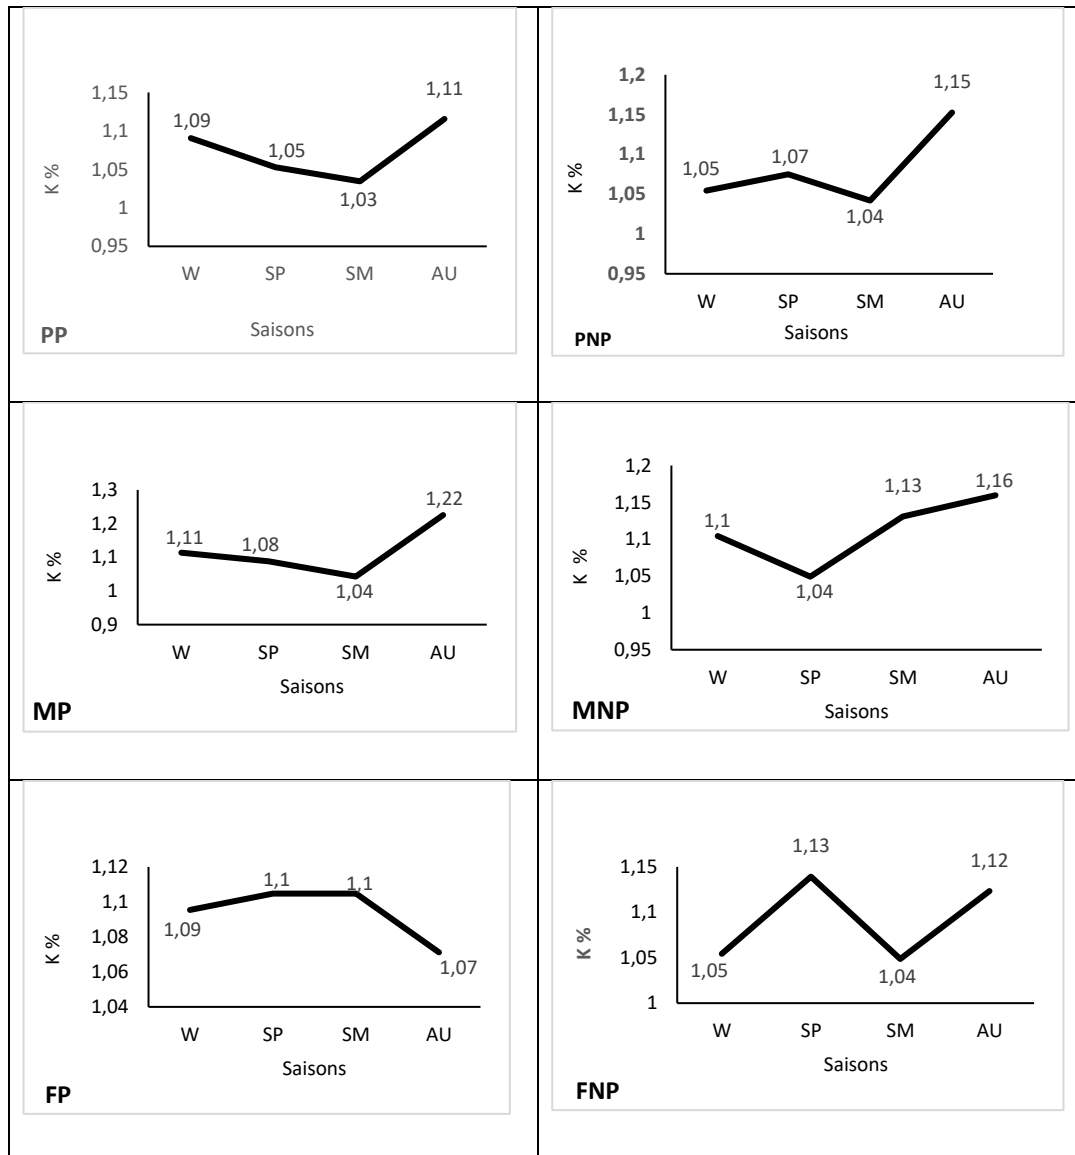 1,15
1,1
1,05
1
0,95
K %
1,09
1,05
1,03
1,11
W SP SM AU
Saisons
PP
1,2
1,15
1,1
1,05
1
0,95
K %
1,05
1,07
1,04
1,15
W SP SM AU
Saisons
PNP
1,3
1,2
1,1
1
0,9
K %
1,11
1,08
1,04
1,22
W SP SM AU
Saisons
MP
1,2
1,15
1,1
1,05
1
0,95
K %
1,1
1,04
1,13
1,16
W SP SM AU
Saisons
MNP
1,12
1,1
1,08
1,06
1,04
K %
1,09
1,1
1,1
1,07
W SP SM AU
Saisons
FP
1,15
1,1
1,05
1
K %
1,05
1,13
1,04
1,12
W SP SM AU
Saisons
FNP